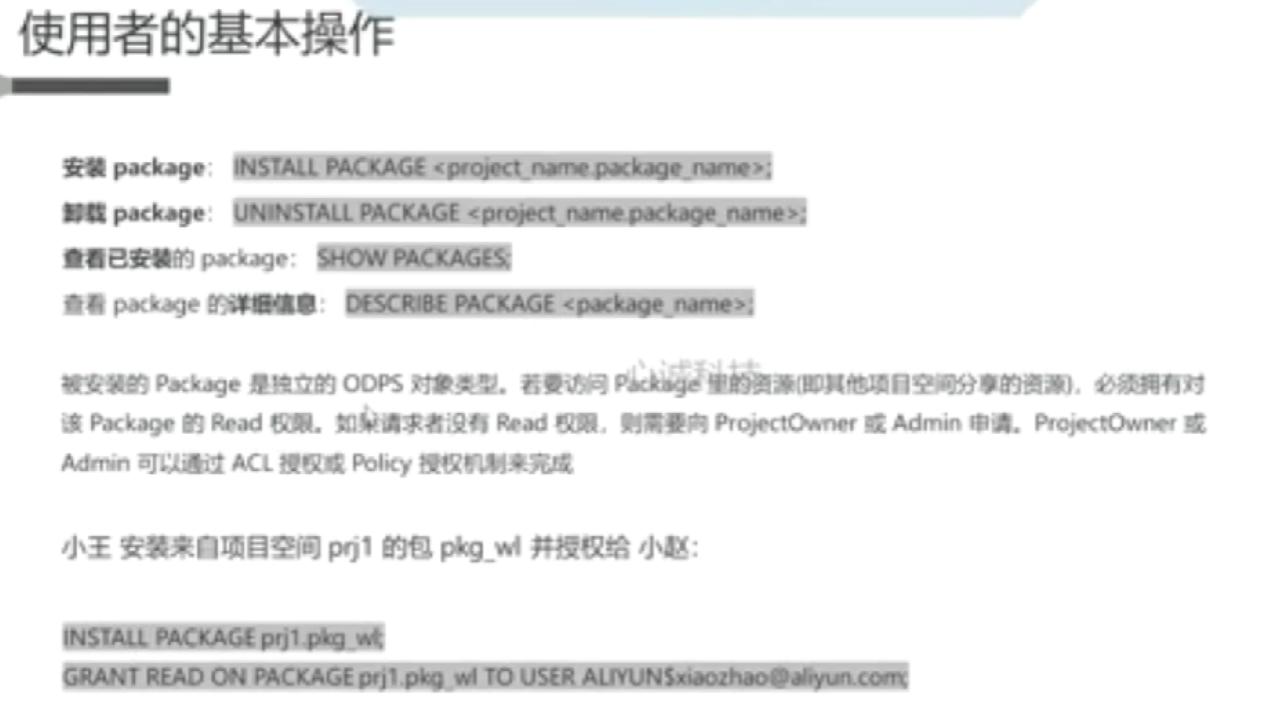 使用者的基本操作
安装 package： INSTALL PACKAGE <project_name.package_name>;
卸载 package： UNINSTALL PACKAGE <project_name.package_name>;
查看已安装的 package： SHOW PACKAGES;
查看 package 的详细信息： DESCRIBE PACKAGE <package_name>;
心诚科技
被安装的 Package 是独立的 ODPS 对象类型。若要访问 Package 里的资源(即其他项目空间分享的资源)，必须拥有对
该 Package 的 Read 权限。如果请求者没有 Read 权限，则需要向 ProjectOwner 或 Admin 申请。ProjectOwner 或
Admin 可以通过 ACL 授权或 Policy 授权机制来完成
小王 安装来自项目空间 prj1 的包 pkg_wl 并授权给 小赵：
INSTALL PACKAGE prj1.pkg_wl;
GRANT READ ON PACKAGE prj1.pkg_wl TO USER ALIYUN$xiaozhao@aliyun.com;